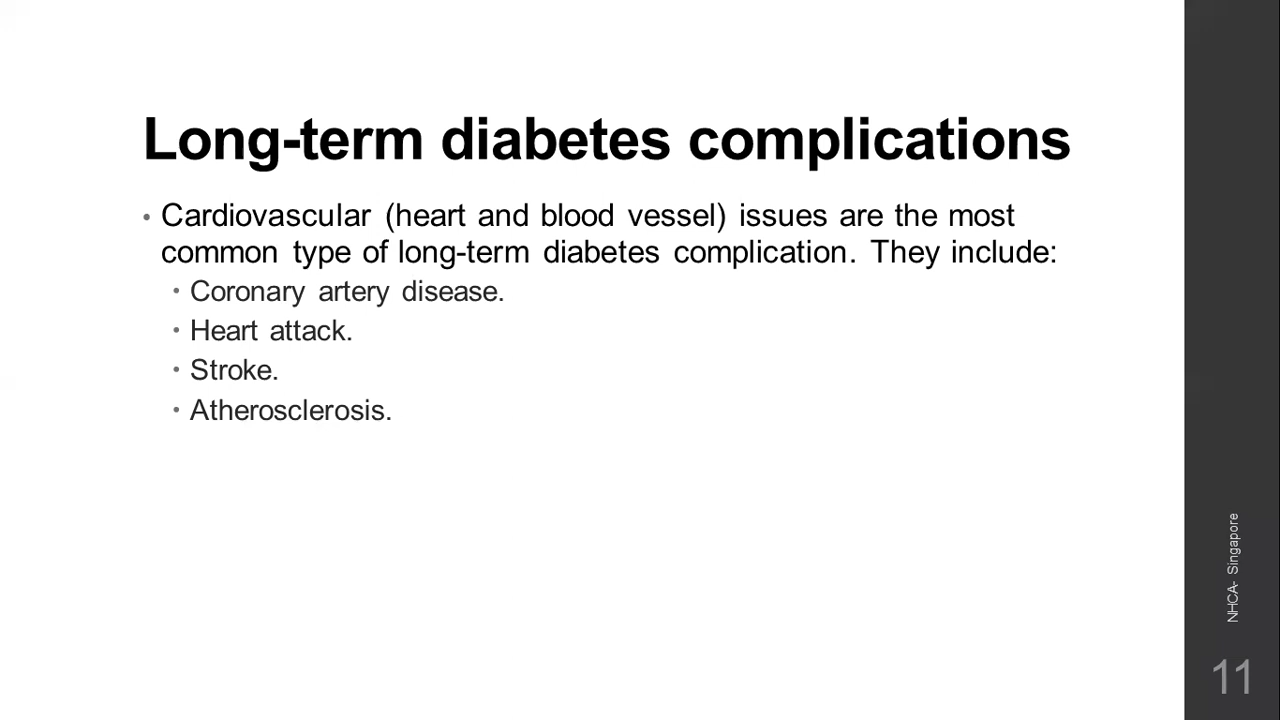 Long-term diabetes complications
• Cardiovascular (heart and blood vessel) issues are the most
common type of long-term diabetes complication. They include:
• Coronary artery disease.
• Heart attack.
• Stroke.
• Atherosclerosis.
NHCA- Singapore
11